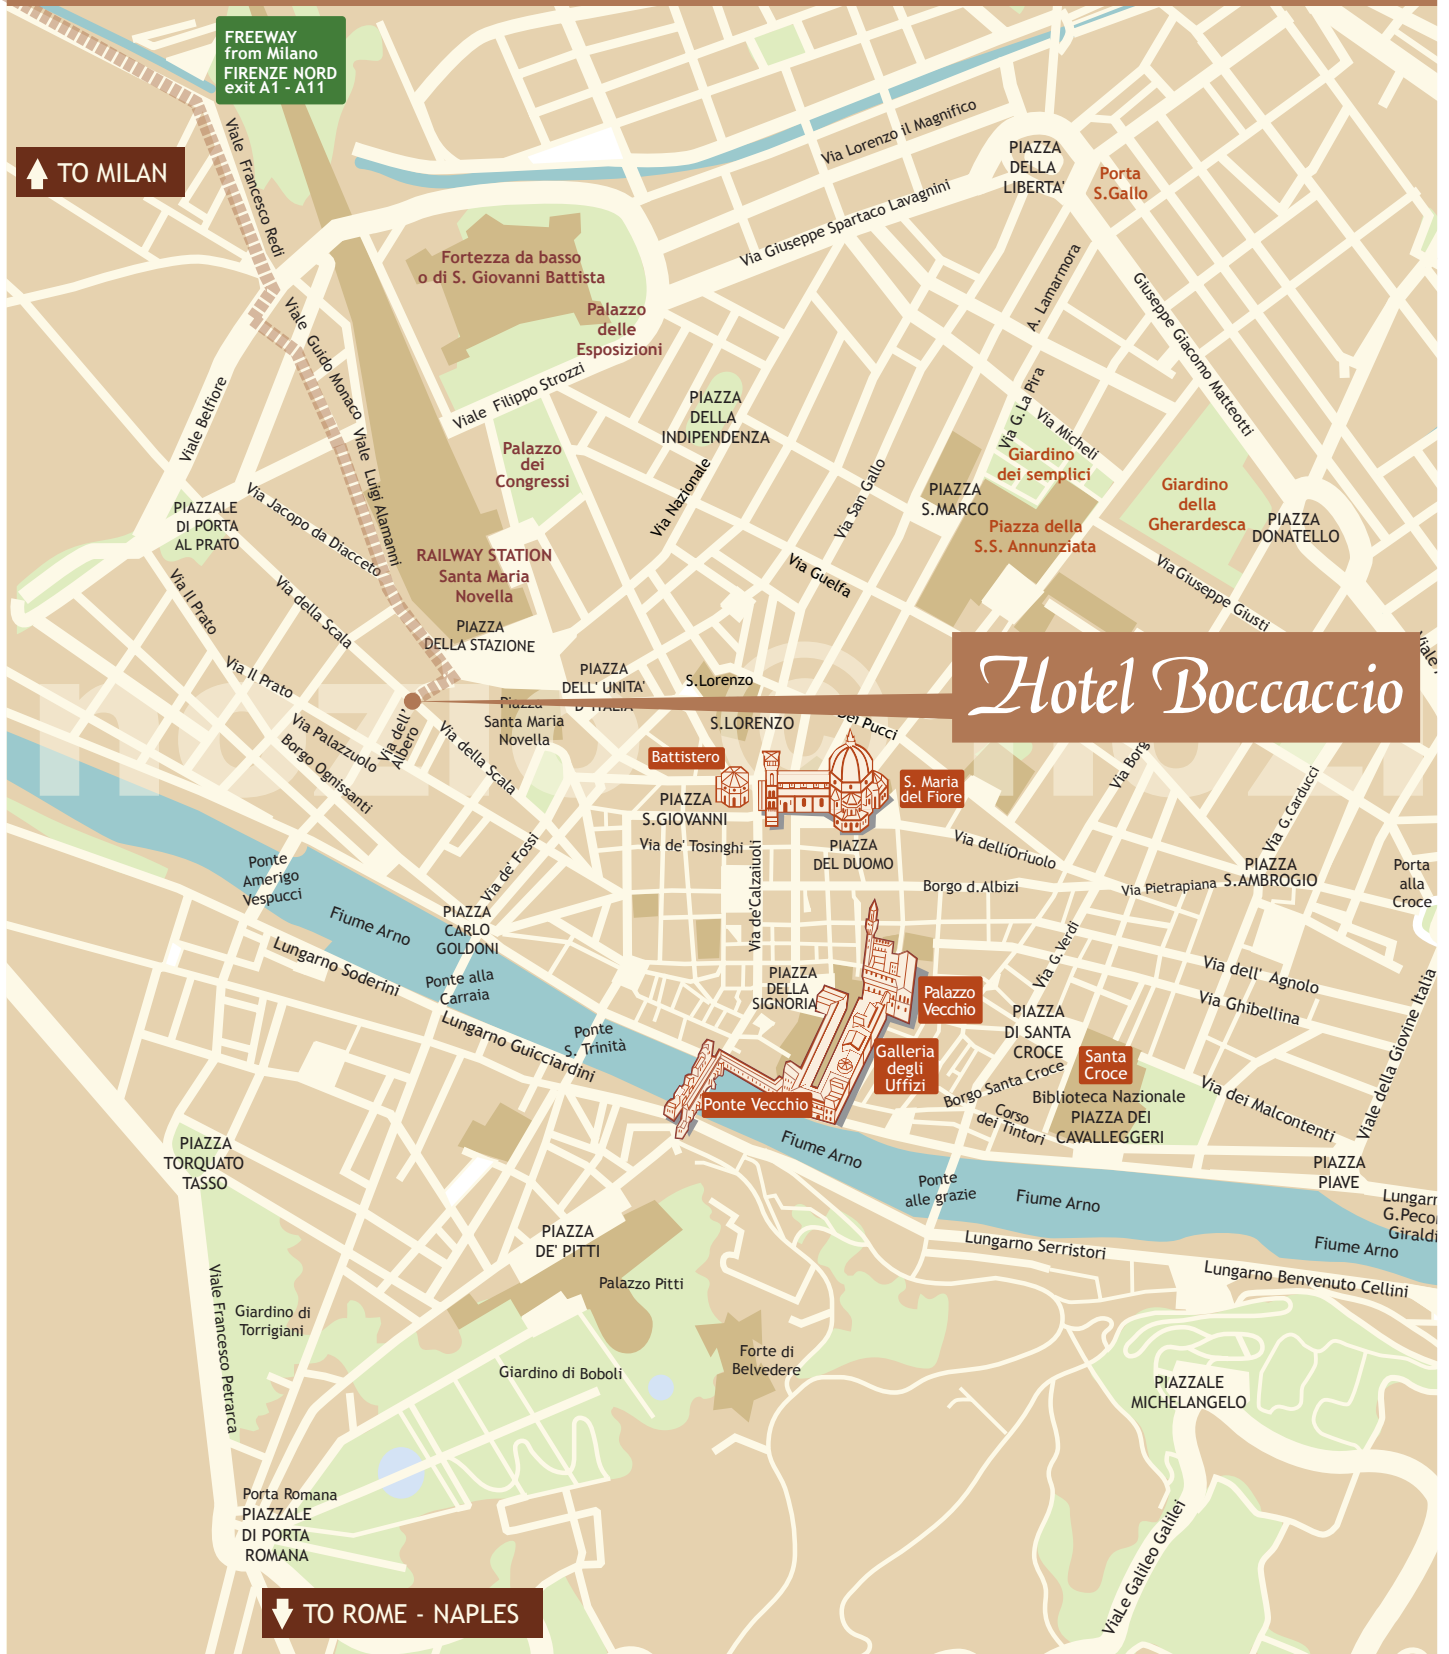 FREEWAY
from Milano
FIRENZE NORD
exit A1 - A11
TO MILAN
Viale Francesco Redi
Via Lorenzo il Magnifico
PIAZZA
DELLA
LIBERTA'
Porta
S.Gallo
Via Giuseppe Spartaco Lavagnini
Fortezza da basso
o di S. Giovanni Battista
Palazzo
delle
Esposizioni
A. Lamarmora
Giuseppe Giacomo Matteotti
Viale Guido Monaco
Viale Luigi Alamanni
Viale Belfiore
Viale Filippo Strozzi
PIAZZA
DELLA
INDIPENDENZA
Via G.La Pira
Via Micheli
Giardino
dei semplici
Palazzo
dei
Congressi
Via Nazionale
Via San Gallo
PIAZZA
S.MARCO
Giardino
della
Gherardesca
PIAZZA
DONATELLO
Piazza della
S.S. Annunziata
PIAZZALE
DI PORTA
AL PRATO
Via Jacopo da Diacceto
RAILWAY STATION
Santa Maria
Novella
Via Guelfa
Via Giuseppe Giusti
Via Il Prato
Via della Scala
PIAZZA
DELLA STAZIONE
Viale
Via Il Prato
PIAZZA
DELL' UNITA'
D' ITALIA
S.Lorenzo
Hotel Boccaccio
Piazza
Santa Maria
Novella
S.LORENZO
Dei Pucci
Via Palazzuolo
Via dell'
Albero
Via della Scala
Borgo Ognissanti
Battistero
S. Maria
del Fiore
Via Borg
Via G.Carducci
PIAZZA
S.GIOVANNI
Via de' Tosinghi
Via de'Calzaiuoli
PIAZZA
DEL DUOMO
Via delliOriuolo
Borgo d.Albizi
Via Pietrapiana
PIAZZA
S.AMBROGIO
Porta
alla
Croce
Ponte
Amerigo
Vespucci
Via de' Fossi
Fiume Arno
PIAZZA
CARLO
GOLDONI
Lungarno Soderini
Ponte alla
Carraia
Via G.Verdi
Via dell' Agnolo
Via Ghibellina
Viale della Giovine Italia
PIAZZA
DELLA
SIGNORIA
Palazzo
Vecchio
PIAZZA
DI SANTA
CROCE
Lungarno Guicciardini
Ponte
S. Trinità
Galleria
degli
Uffizi
Santa
Croce
Borgo Santa Croce
Biblioteca Nazionale
PIAZZA DEI
CAVALLEGGERI
Corso
dei Tintori
Via dei Malcontenti
Ponte Vecchio
Fiume Arno
PIAZZA
TORQUATO
TASSO
PIAZZA
PIAVE
Ponte
alle grazie
Fiume Arno
Lungarn
G.Peco
Giraldi
Fiume Arno
PIAZZA
DE' PITTI
Lungarno Serristori
Lungarno Benvenuto Cellini
Palazzo Pitti
Viale Francesco Petrarca
Giardino di
Torrigiani
Giardino di Boboli
Forte di
Belvedere
PIAZZALE
MICHELANGELO
Porta Romana
PIAZZALE
DI PORTA
ROMANA
ViaLe Galileo Galilei
TO ROME - NAPLES